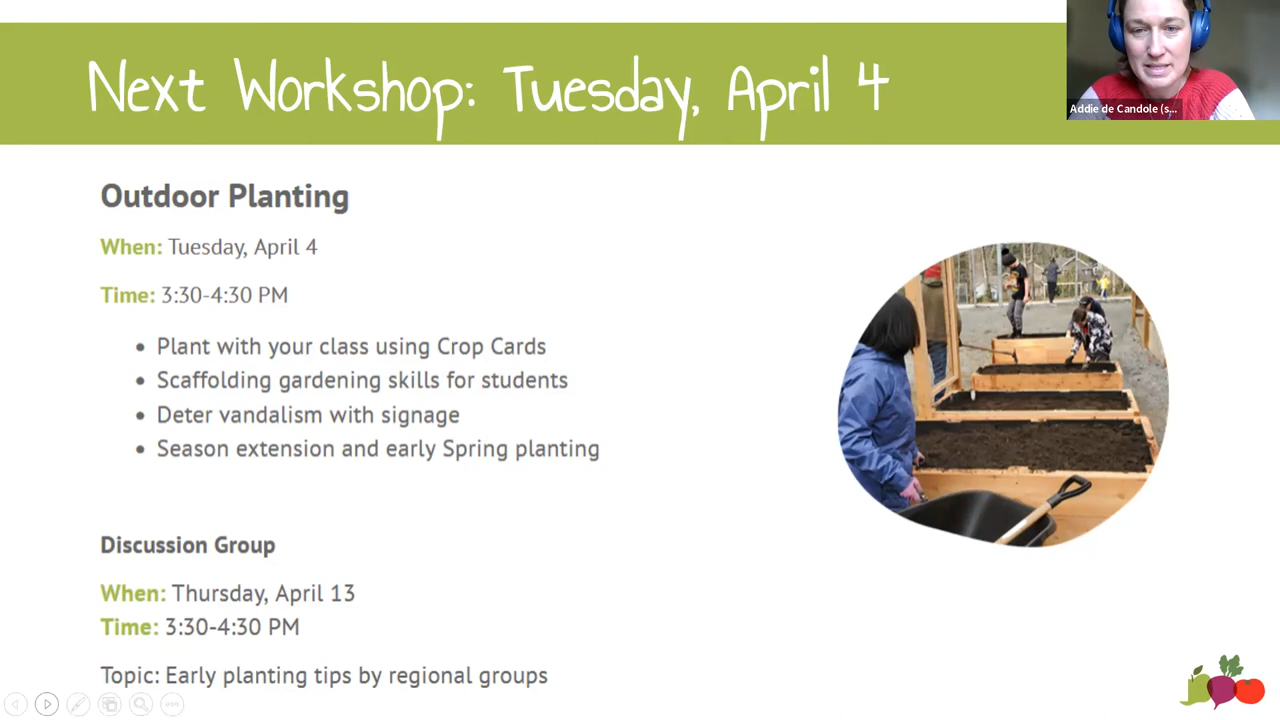 Next Workshop: Tuesday, April 4
Addie de Candole (s...
Outdoor Planting
When: Tuesday, April 4
Time: 3:30-4:30 PM
• Plant with your class using Crop Cards
• Scaffolding gardening skills for students
• Deter vandalism with signage
• Season extension and early Spring planting
Discussion Group
When: Thursday, April 13
Time: 3:30-4:30 PM
Topic: Early planting tips by regional groups